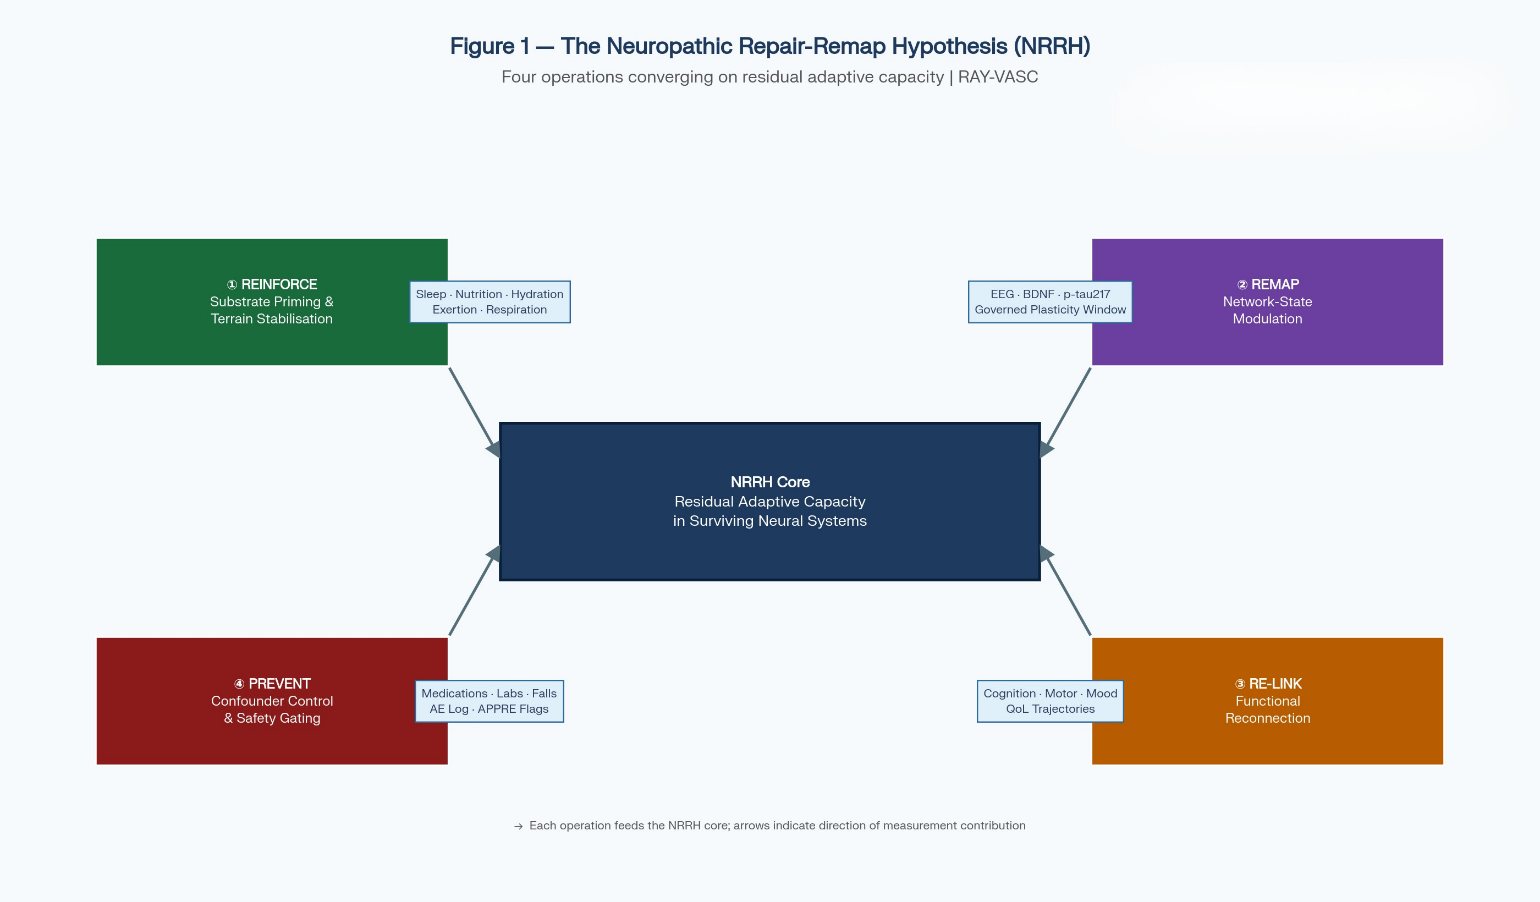 Figure 1 — The Neuropathic Repair-Remap Hypothesis (NRRH)
Four operations converging on residual adaptive capacity | RAY-VASC
① REINFORCE
Substrate Priming &
Terrain Stabilisation
Sleep · Nutrition · Hydration
Exertion · Respiration
EEG · BDNF · p-tau217
Governed Plasticity Window
② REMAP
Network-State
Modulation
NRRH Core
Residual Adaptive Capacity
in Surviving Neural Systems
④ PREVENT
Confounder Control
& Safety Gating
Medications · Labs · Falls
AE Log · APPRE Flags
Cognition · Motor · Mood
QoL Trajectories
③ RE-LINK
Functional
Reconnection
→ Each operation feeds the NRRH core; arrows indicate direction of measurement contribution